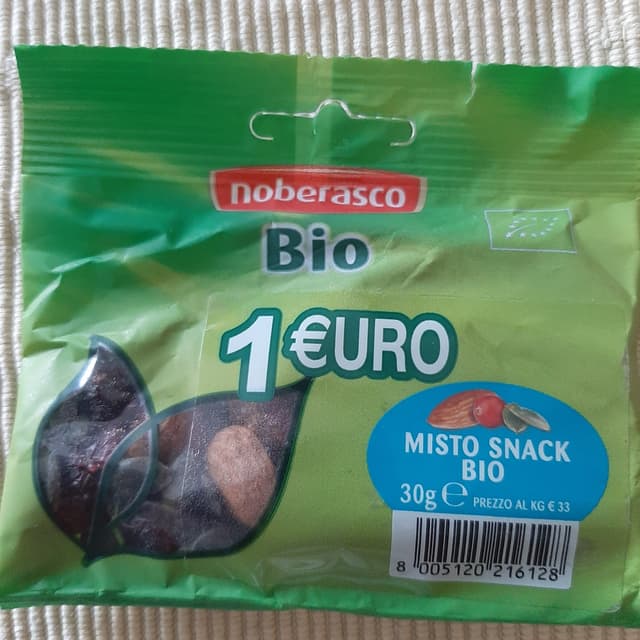 noberasco
Bio
1 €URO
MISTO SNACK
BIO
30g e PREZZO AL KG € 33
8 005120 216128